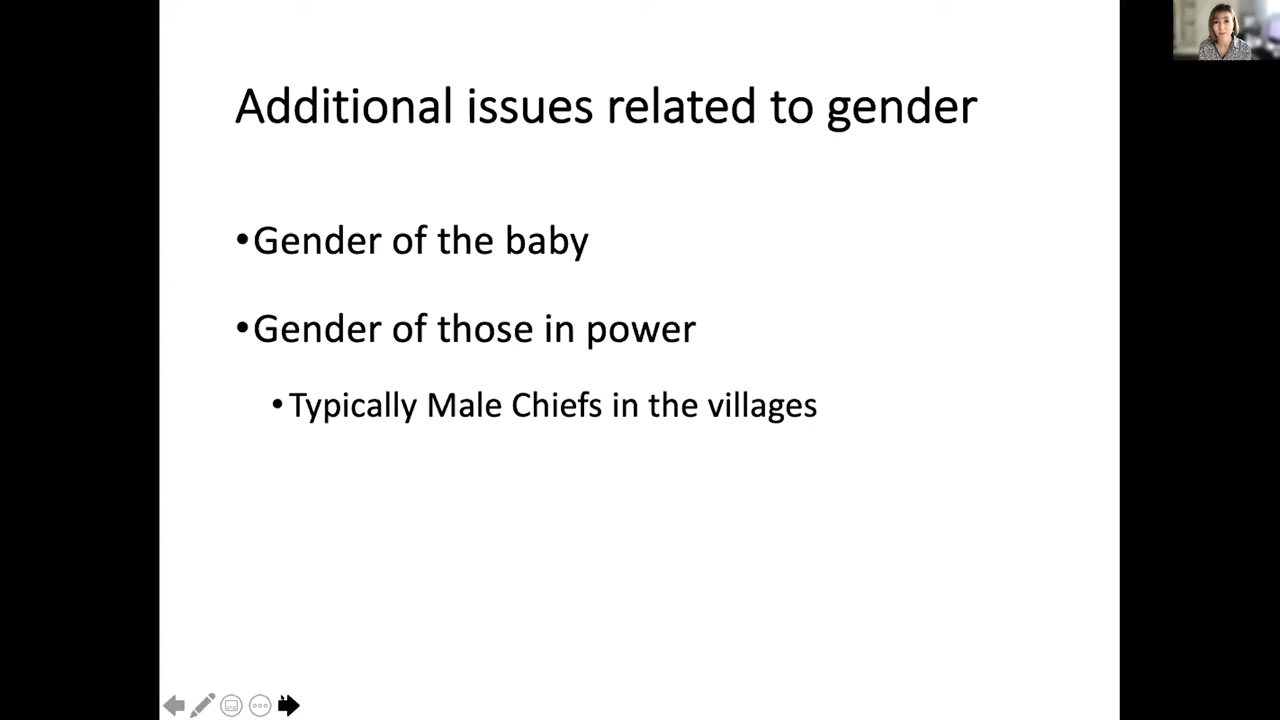 Additional issues related to gender
•Gender of the baby
•Gender of those in power
•Typically Male Chiefs in the villages